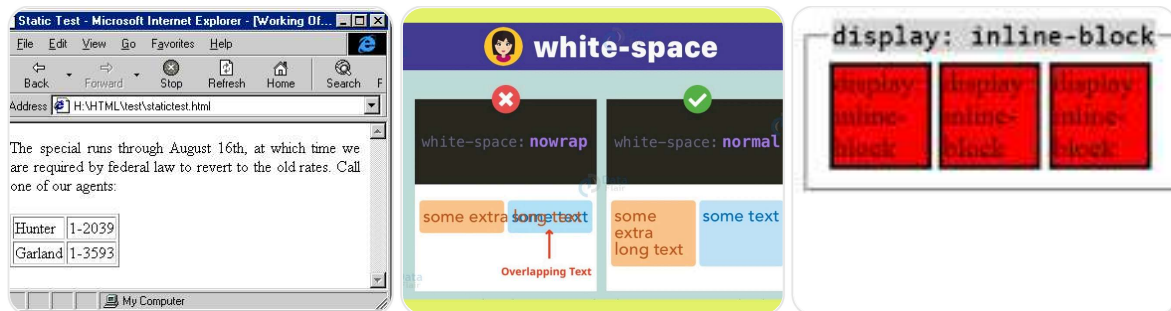 Static Test - Microsoft Internet Explorer - [Working Of...
File Edit View Go Favorites Help
Back Forward Stop Refresh Home Search F
Address H:\HTML\test\statictest.html
The special runs through August 16th, at which time we
are required by federal law to revert to the old rates. Call
one of our agents:
Hunter 1-2039
Garland 1-3593
My Computer
white-space
white-space: nowrap
white-space: normal
some extra long text
some text
Overlapping Text
some
extra
long text
some text
display: inline-block
display
inline-
block
display
inline-
block
display
inline-
block